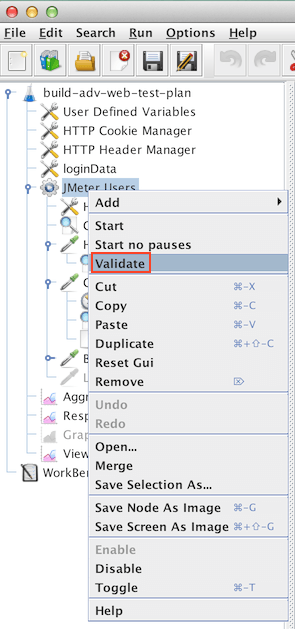 File Edit Search Run Options Help
build-adv-web-test-plan
User Defined Variables
HTTP Cookie Manager
HTTP Header Manager
loginData
JMeter Users
Add
Start
Start no pauses
Validate
Cut ⌘-X
Copy ⌘-C
Paste ⌘-V
Duplicate ⌘+⇧-C
Reset Gui
Remove ⌦
Undo
Redo
Open...
Merge
Save Selection As...
Save Node As Image ⌘-G
Save Screen As Image ⌘+⇧-G
Enable
Disable
Toggle ⌘-T
Help
Aggr
Resp
Grap
View
WorkBe